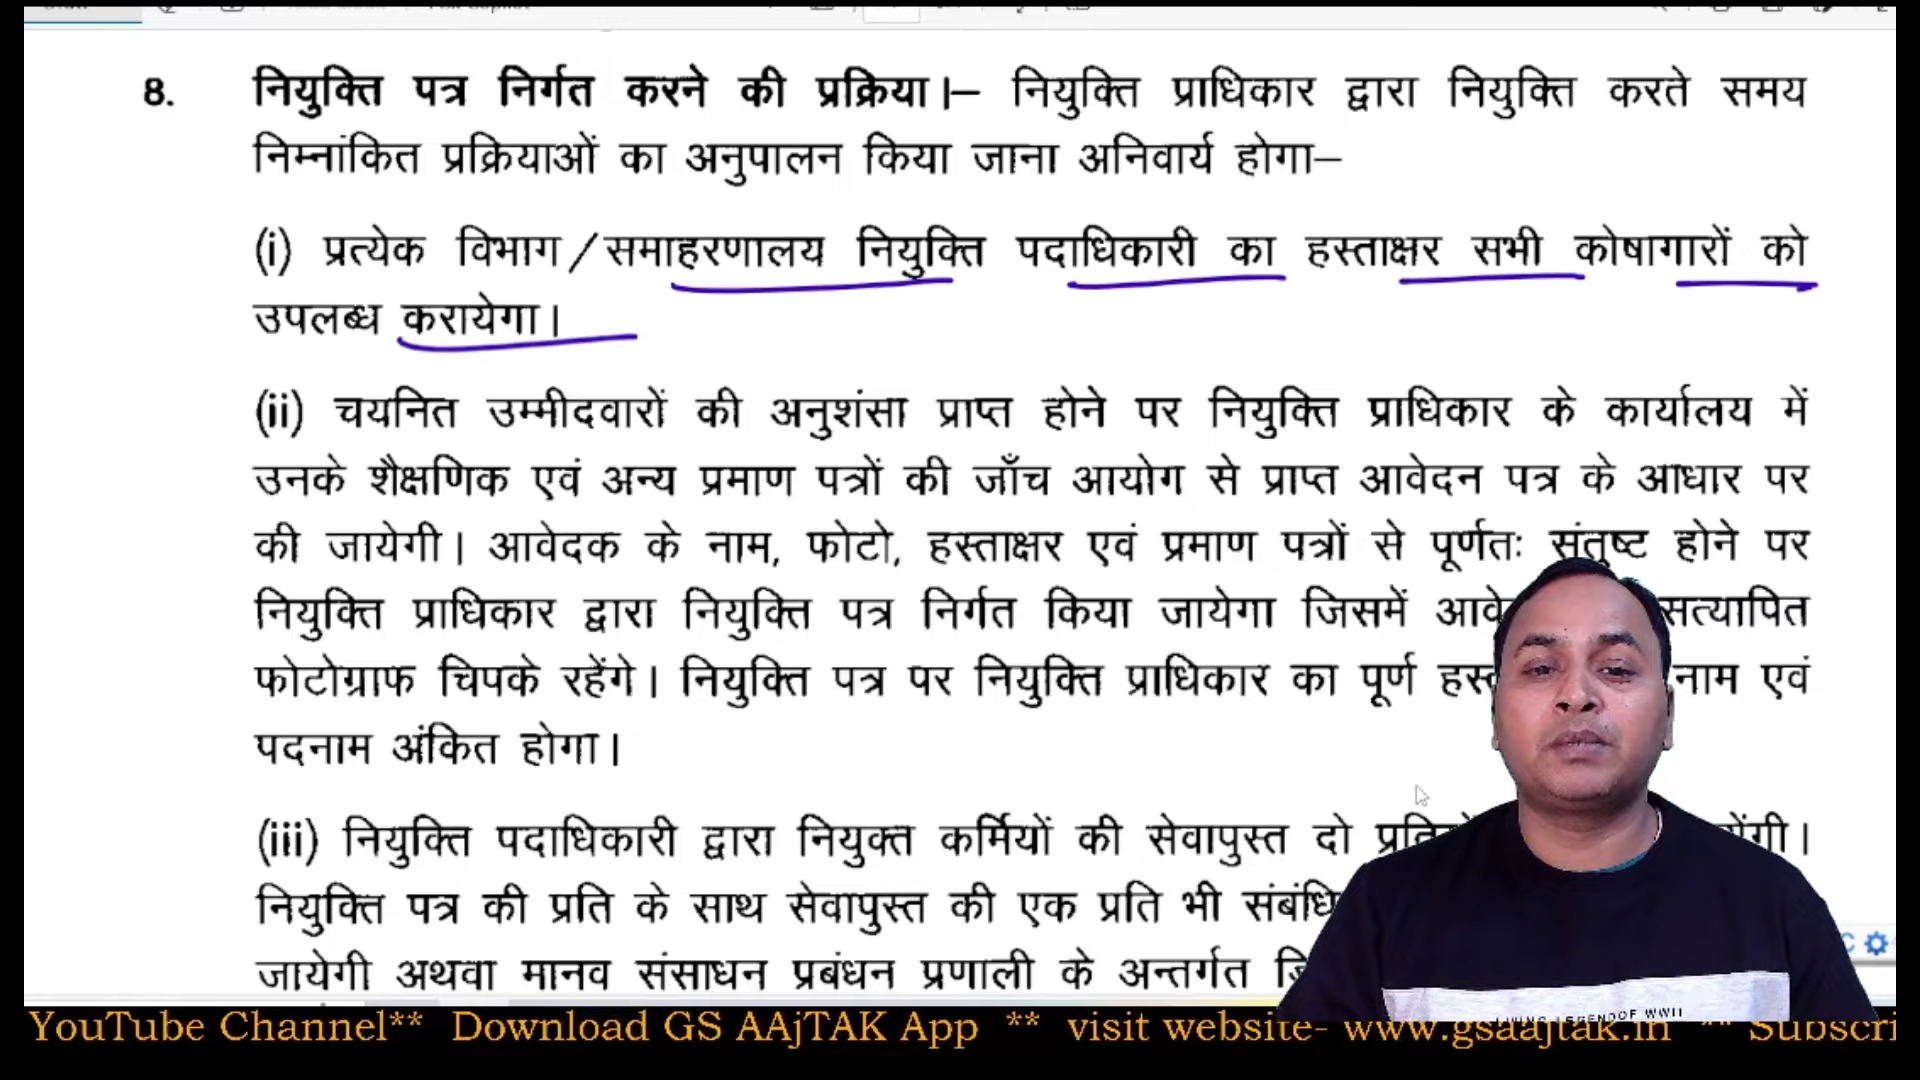 8. नियुक्ति पत्र निर्गत करने की प्रक्रिया।– नियुक्ति प्राधिकार द्वारा नियुक्ति करते समय
निम्नांकित प्रक्रियाओं का अनुपालन किया जाना अनिवार्य होगा–
(i) प्रत्येक विभाग/समाहरणालय नियुक्ति पदाधिकारी का हस्ताक्षर सभी कोषागारों को
उपलब्ध करायेगा।
(ii) चयनित उम्मीदवारों की अनुशंसा प्राप्त होने पर नियुक्ति प्राधिकार के कार्यालय में
उनके शैक्षणिक एवं अन्य प्रमाण पत्रों की जाँच आयोग से प्राप्त आवेदन पत्र के आधार पर
की जायेगी। आवेदक के नाम, फोटो, हस्ताक्षर एवं प्रमाण पत्रों से पूर्णतः संतुष्ट होने पर
नियुक्ति प्राधिकार द्वारा नियुक्ति पत्र निर्गत किया जायेगा जिसमें सत्यापित
फोटोग्राफ चिपके रहेंगे। नियुक्ति पत्र पर नियुक्ति प्राधिकार का पूर्ण नाम एवं
पदनाम अंकित होगा।
(iii) नियुक्ति पदाधिकारी द्वारा नियुक्त कर्मियों की सेवापुस्त दो
नियुक्ति पत्र की प्रति के साथ सेवापुस्त की एक प्रति भी
जायेगी अथवा मानव संसाधन प्रबंधन प्रणाली के अन्तर्गत
YouTube Channel** Download GS AAjTAK App ** visit website- www.gsaajtak.in ** Subscri